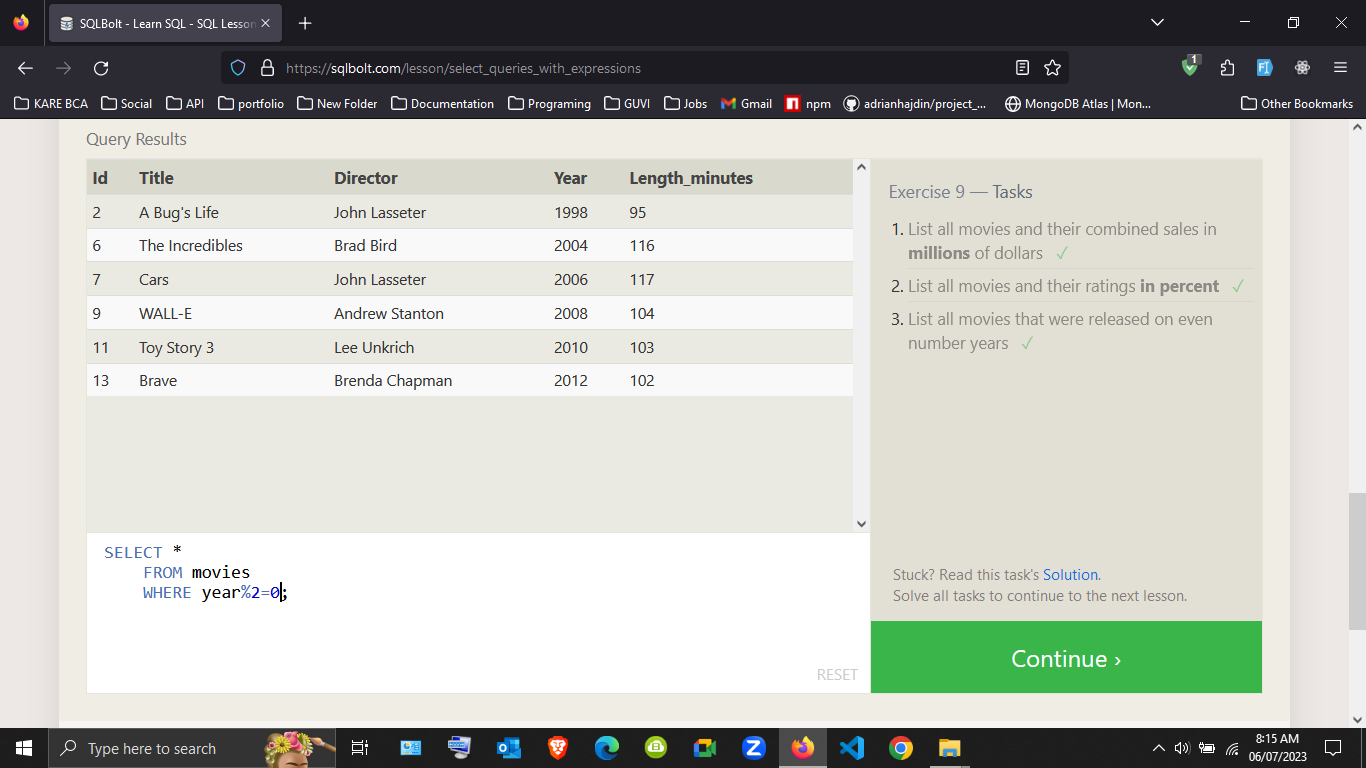 SQLBolt - Learn SQL - SQL Lesson
https://sqlbolt.com/lesson/select_queries_with_expressions
1
KARE BCA Social API portfolio New Folder Documentation Programing GUVI Jobs Gmail npm adrianhajdin/project_... MongoDB Atlas | Mon... Other Bookmarks
Query Results
Id Title Director Year Length_minutes
2 A Bug's Life John Lasseter 1998 95
6 The Incredibles Brad Bird 2004 116
7 Cars John Lasseter 2006 117
9 WALL-E Andrew Stanton 2008 104
11 Toy Story 3 Lee Unkrich 2010 103
13 Brave Brenda Chapman 2012 102
Exercise 9 — Tasks
1. List all movies and their combined sales in
millions of dollars ✓
2. List all movies and their ratings in percent ✓
3. List all movies that were released on even
number years ✓
SELECT *
FROM movies
WHERE year%2=0;
RESET
Stuck? Read this task's Solution.
Solve all tasks to continue to the next lesson.
Continue ›
Type here to search
8:15 AM
06/07/2023